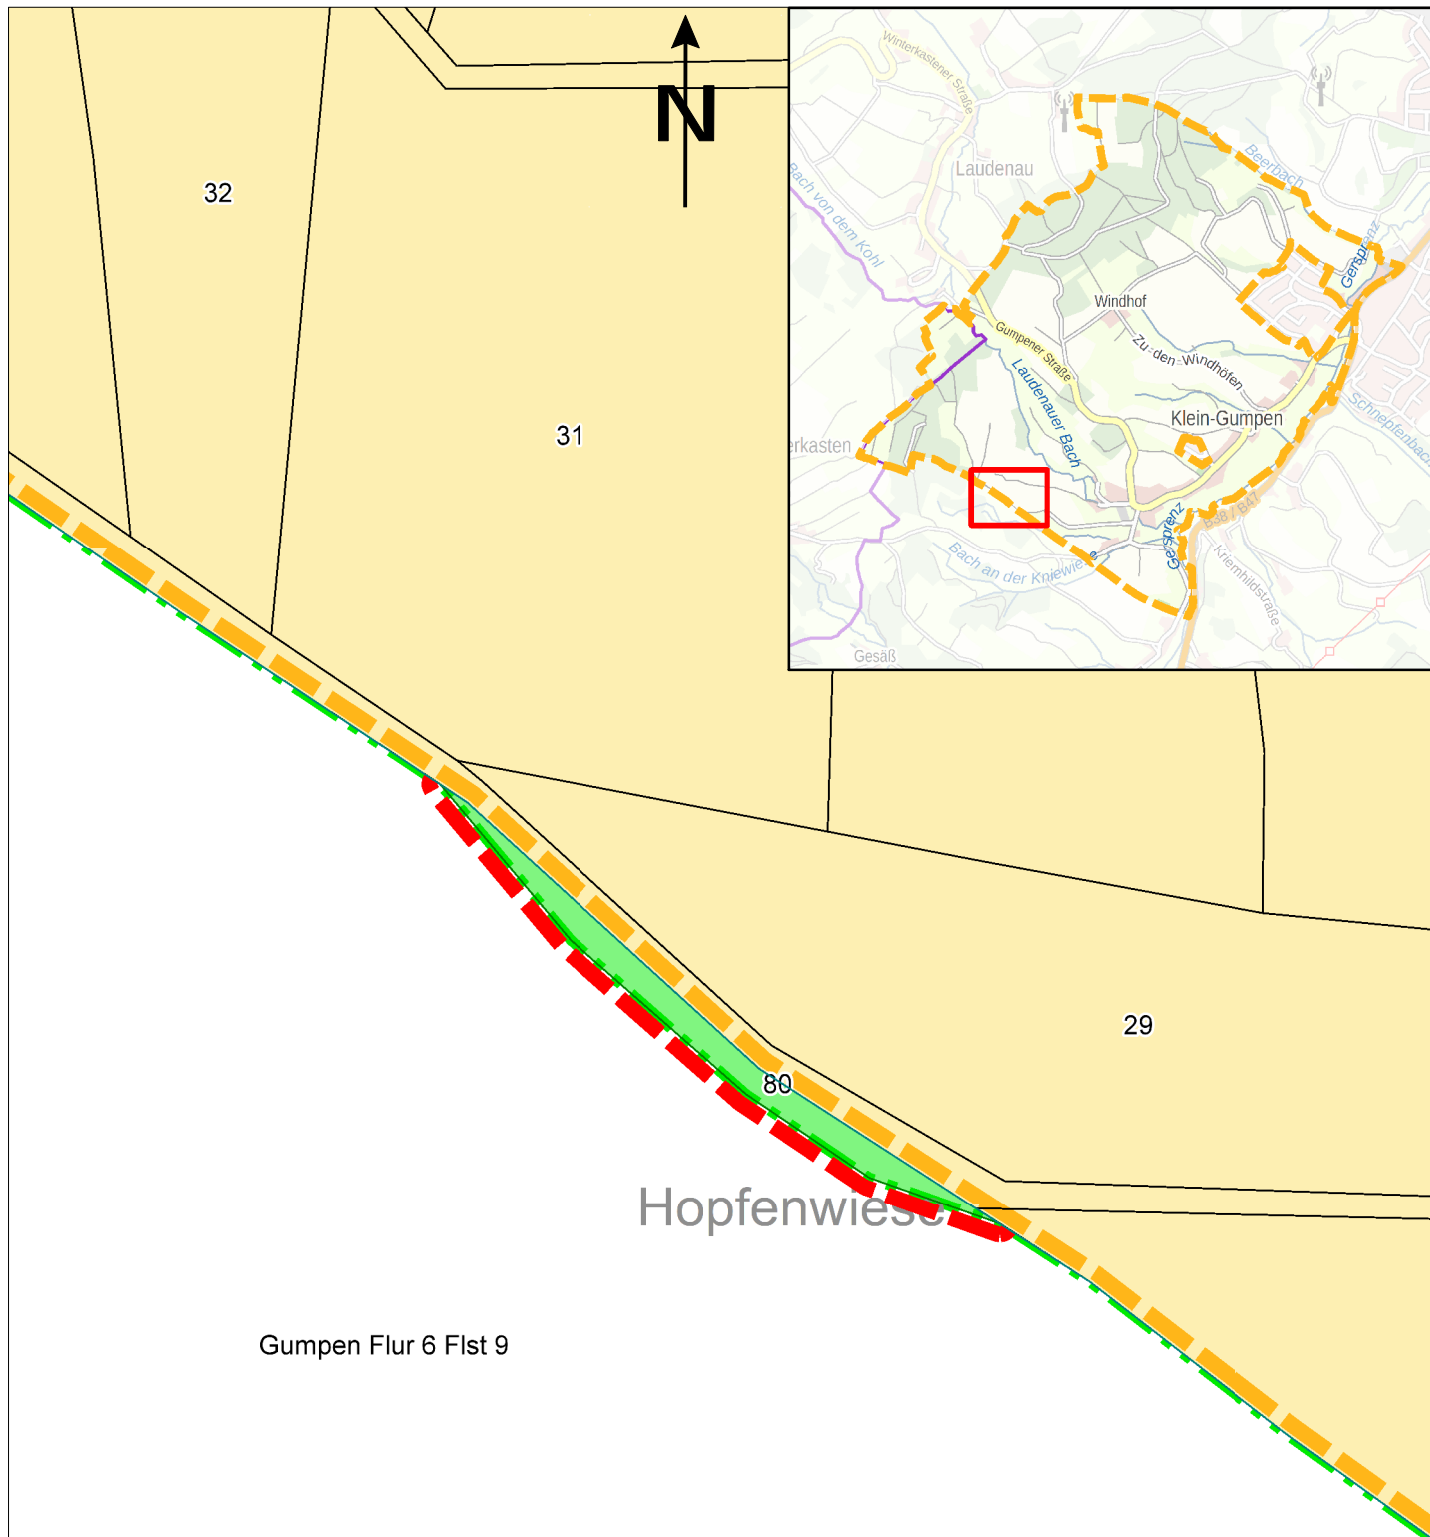 N
32
31
29
80
Hopfenwiese
Gumpen Flur 6 Flst 9
Winterkastener Straße
Laudenau
Beerbach
Bach von dem Kohl
Gersprenz
Windhof
Gumpener Straße
Zu-den-Windhöfen
Laudenauer Bach
Klein-Gumpen
Schnepfenbach
erkasten
B38 / B47
Gersprenz
Bach an der Kniewie
Kriemhildstraße
Gesäß